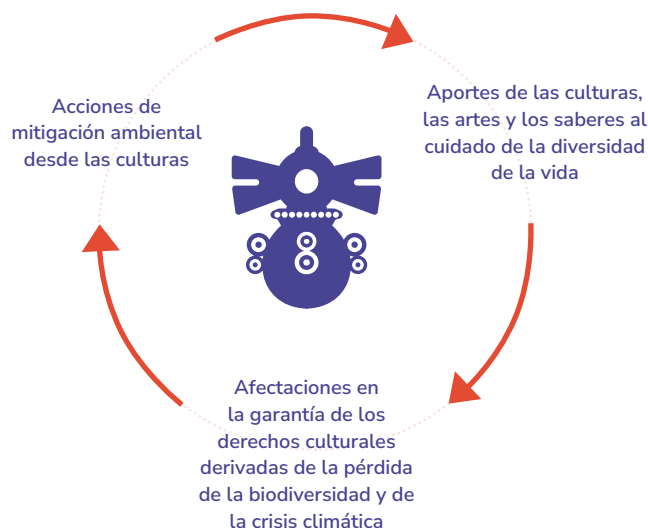 Acciones de
mitigación ambiental
desde las culturas
Aportes de las culturas,
las artes y los saberes al
cuidado de la diversidad
de la vida
Afectaciones en
la garantía de los
derechos culturales
derivadas de la pérdida
de la biodiversidad y de
la crisis climática